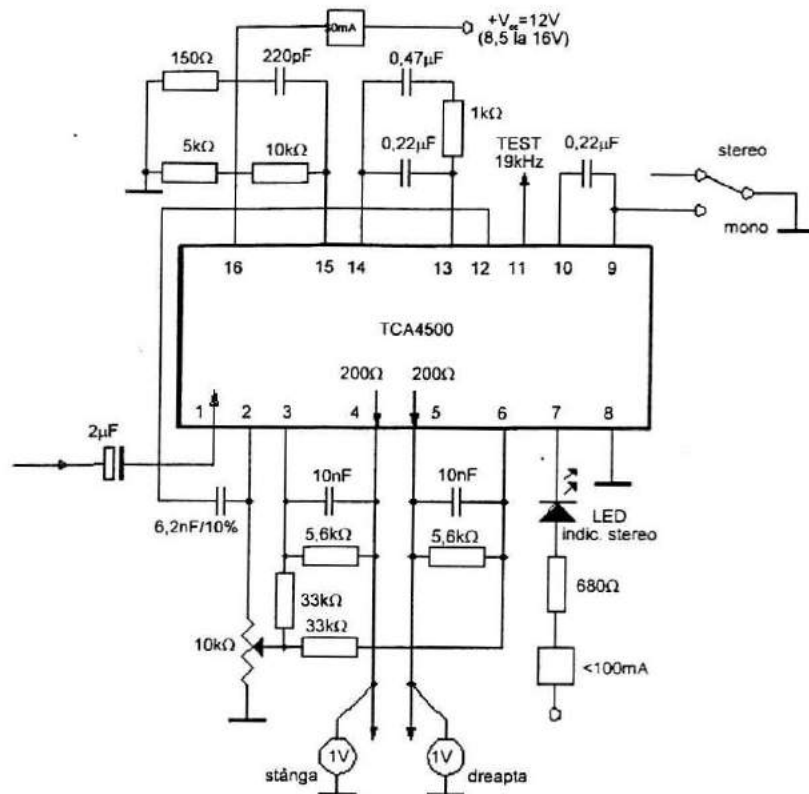 +Vcc=12V
(8,5 la 16V)
150Ω
220pF
0,47μF
1kΩ
5kΩ
10kΩ
0,22μF
TEST
19kHz
0,22μF
stereo
mono
16
15
14
13
12
11
10
9
TCA4500
200Ω
200Ω
1
2
3
4
5
6
7
8
2μF
10nF
10nF
6,2nF/10%
5,6kΩ
5,6kΩ
LED
indic. stereo
33kΩ
680Ω
10kΩ
33kΩ
<100mA
1V
1V
stânga
dreapta